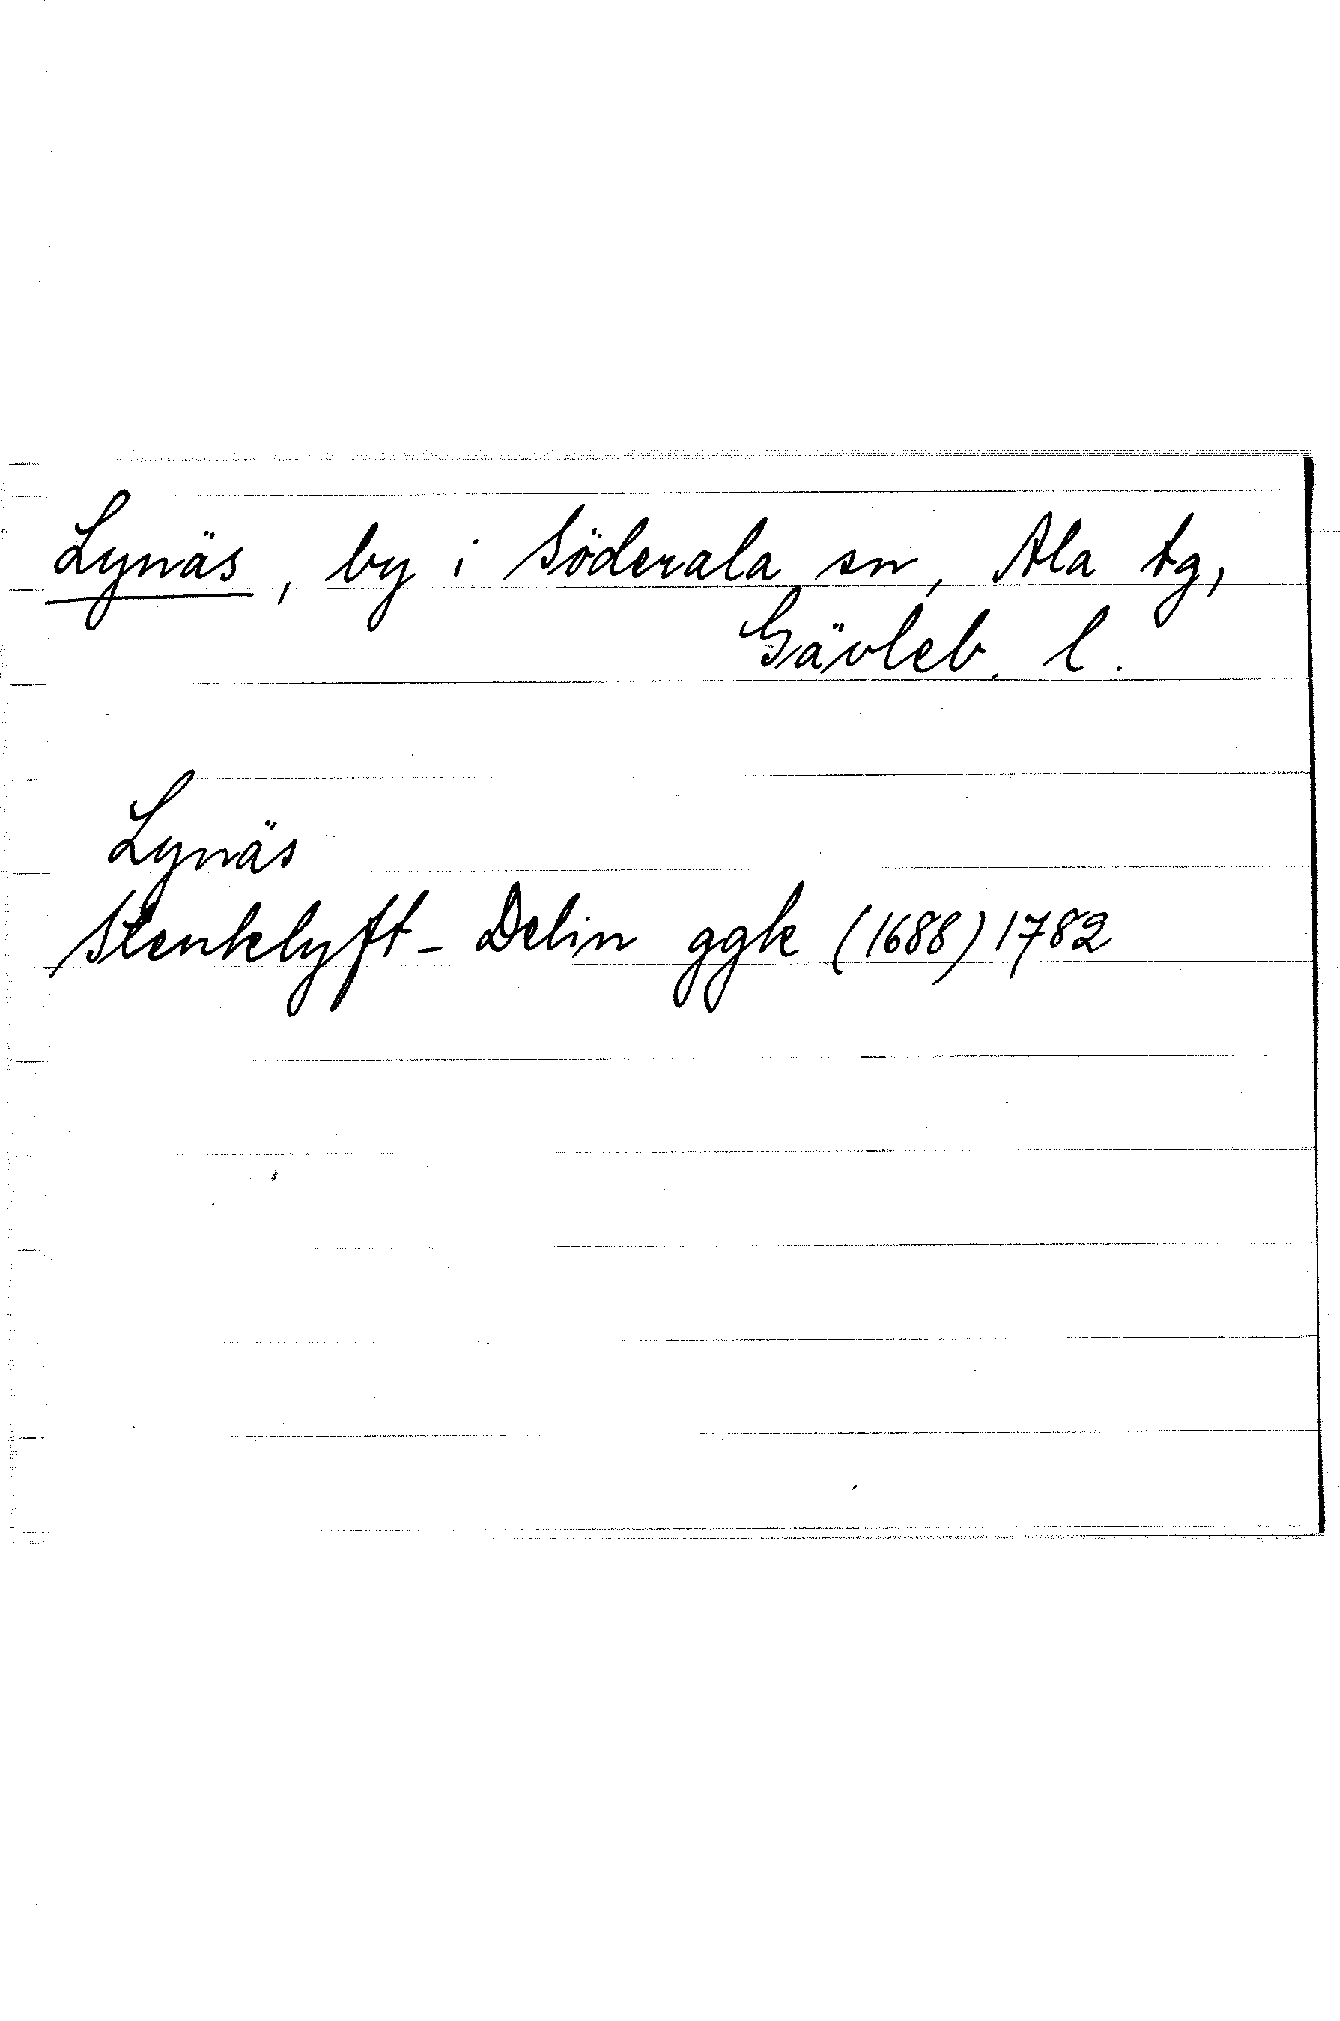 Lynäs, by i Söderala sn, Ala tg,
Gävleb. l.
Lynäs
Stenklyft - Delin ggk (1688) 1782